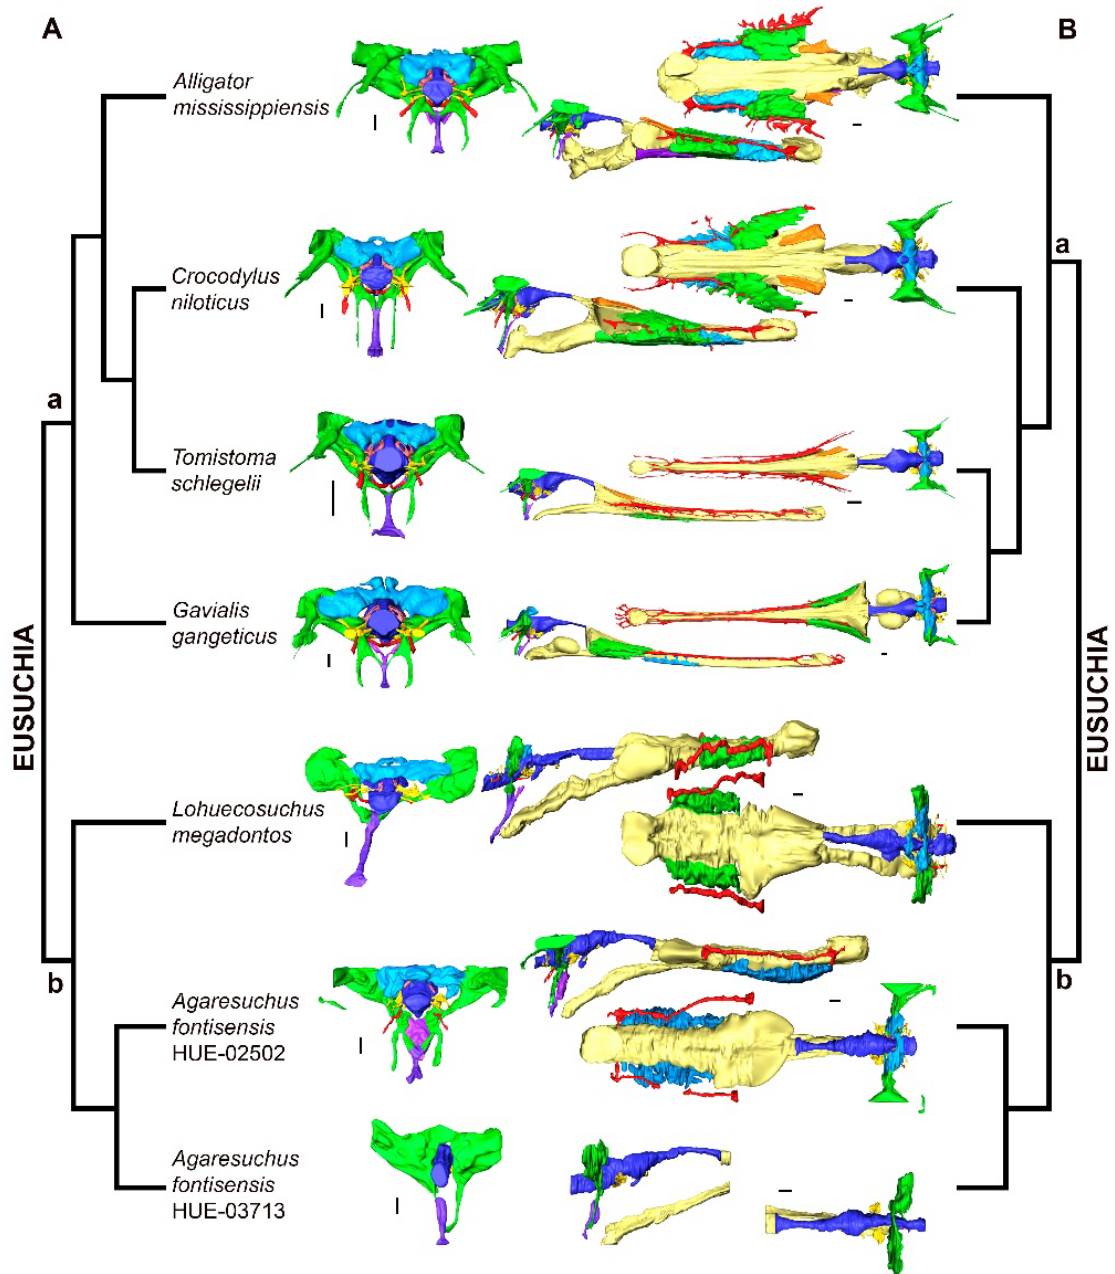 A
B
Alligator
mississippiensis
a
Crocodylus
niloticus
a
Tomistoma
schlegelii
Gavialis
gangeticus
EUSUCHIA
EUSUCHIA
Lohuecosuchus
megadontos
b
b
Agaresuchus
fontisensis
HUE-02502
Agaresuchus
fontisensis
HUE-03713